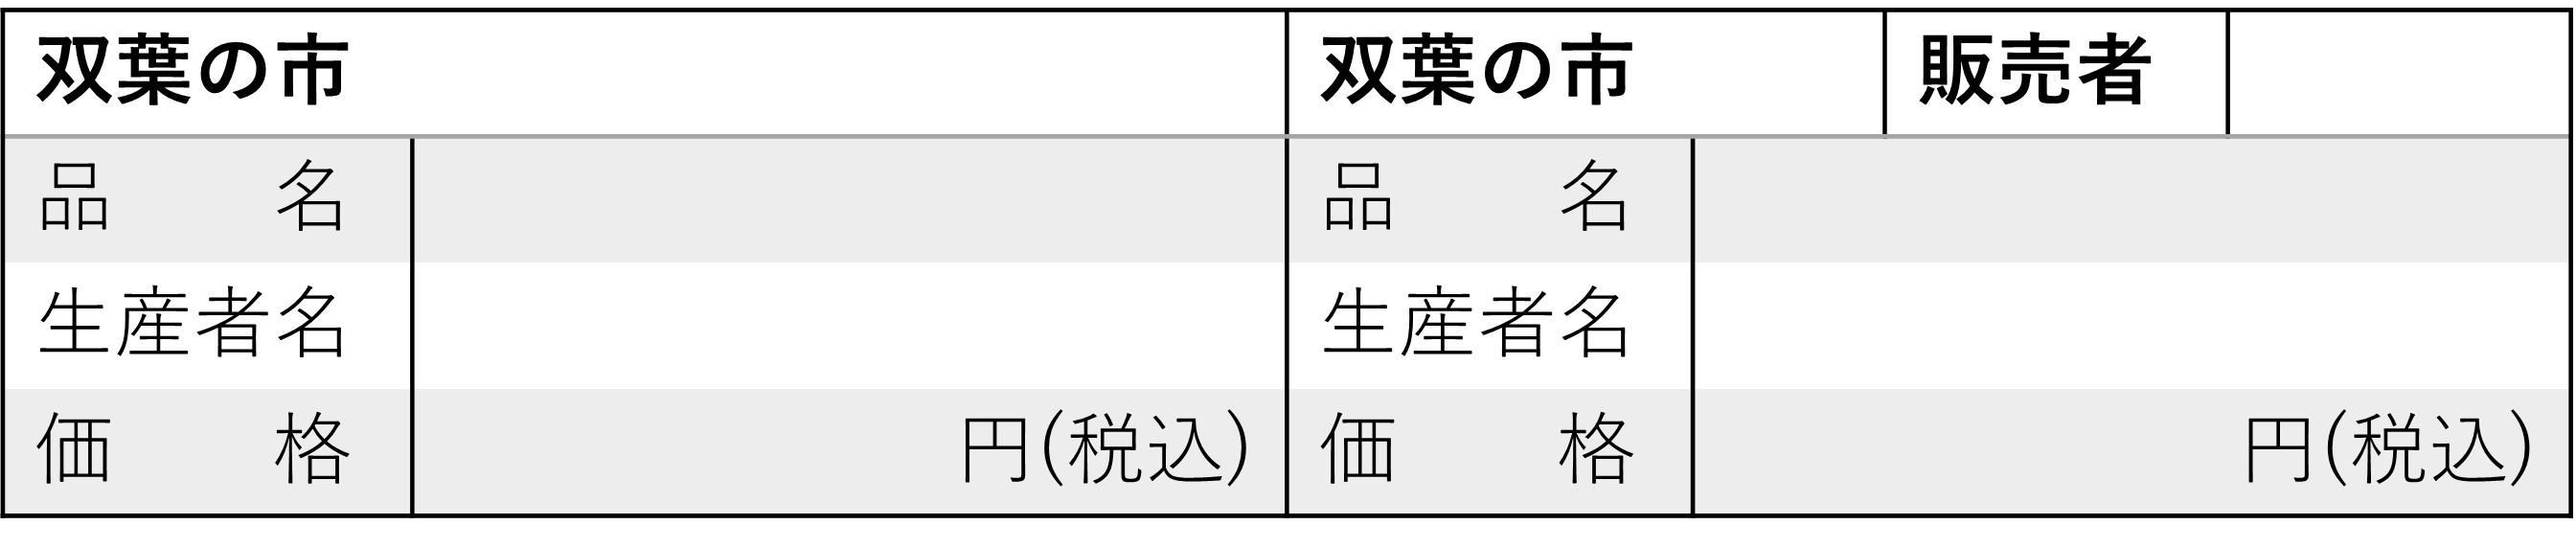 双葉の市
品　　名
生産者名
価　　格　円(税込)
双葉の市　販売者
品　　名
生産者名
価　　格　円(税込)